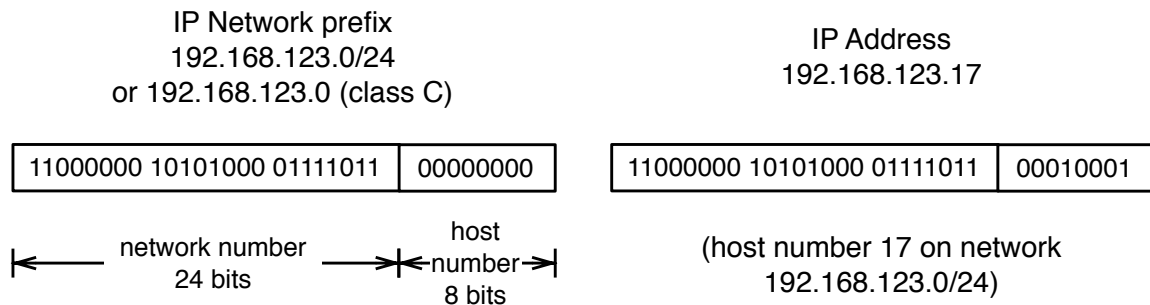 IP Network prefix
192.168.123.0/24
or 192.168.123.0 (class C)
11000000 10101000 01111011 00000000
network number
24 bits
host
number
8 bits
IP Address
192.168.123.17
11000000 10101000 01111011 00010001
(host number 17 on network
192.168.123.0/24)